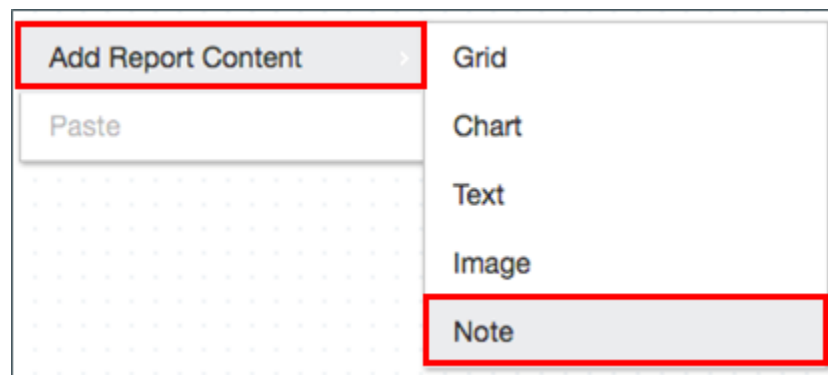 Add Report Content
Paste
Grid
Chart
Text
Image
Note